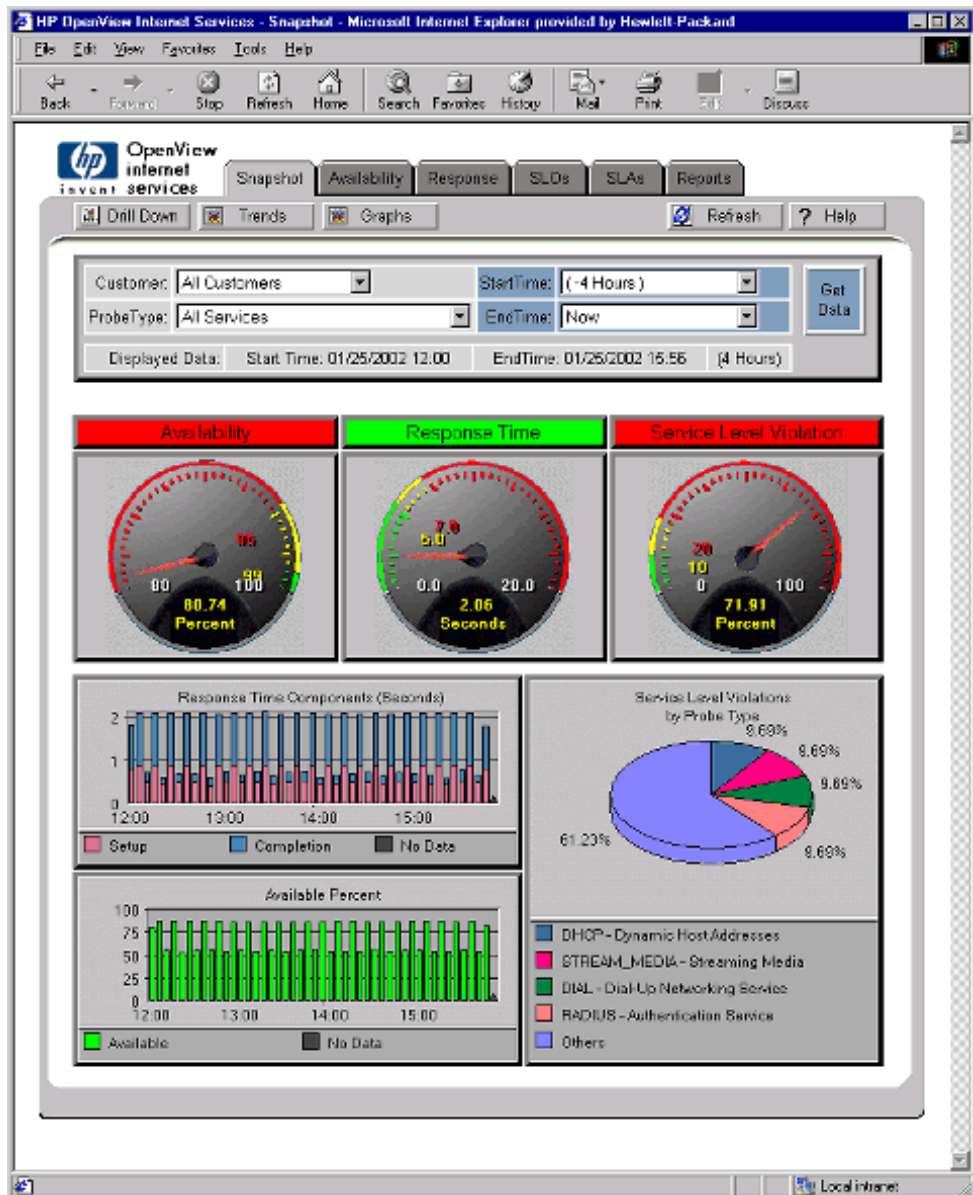 HP OpenView Internet Services - Snapshot - Microsoft Internet Explorer provided by Hewlett-Packard
File Edit View Favorites Tools Help
Back Forward Stop Refresh Home Search Favorites History Mail Print Edit Discuss
hp
invent
OpenView
internet
services
Snapshot Availability Response SLOs SLAs Reports
Drill Down Trends Graphs Refresh ? Help
Customer: All Customers StartTime: (-4 Hours)
ProbeType: All Services EndTime: Now
Get
Data
Displayed Data: Start Time: 01/25/2002 12:00 EndTime: 01/25/2002 15:56 (4 Hours)
Availability Response Time Service Level Violation
95
99
80 100
80.74
Percent
7.0
5.0
0.0 20.0
2.06
Seconds
20
10
0 100
71.91
Percent
Response Time Components (Seconds)
2
1
0
12:00 13:00 14:00 15:00
Setup Completion No Data
Available Percent
100
75
50
25
0
12:00 13:00 14:00 15:00
Available No Data
Service Level Violations
by Probe Type
9.69%
9.69%
9.69%
9.69%
61.23%
DHCP - Dynamic Host Addresses
STREAM_MEDIA - Streaming Media
DIAL - Dial-Up Networking Service
RADIUS - Authentication Service
Others
Local intranet